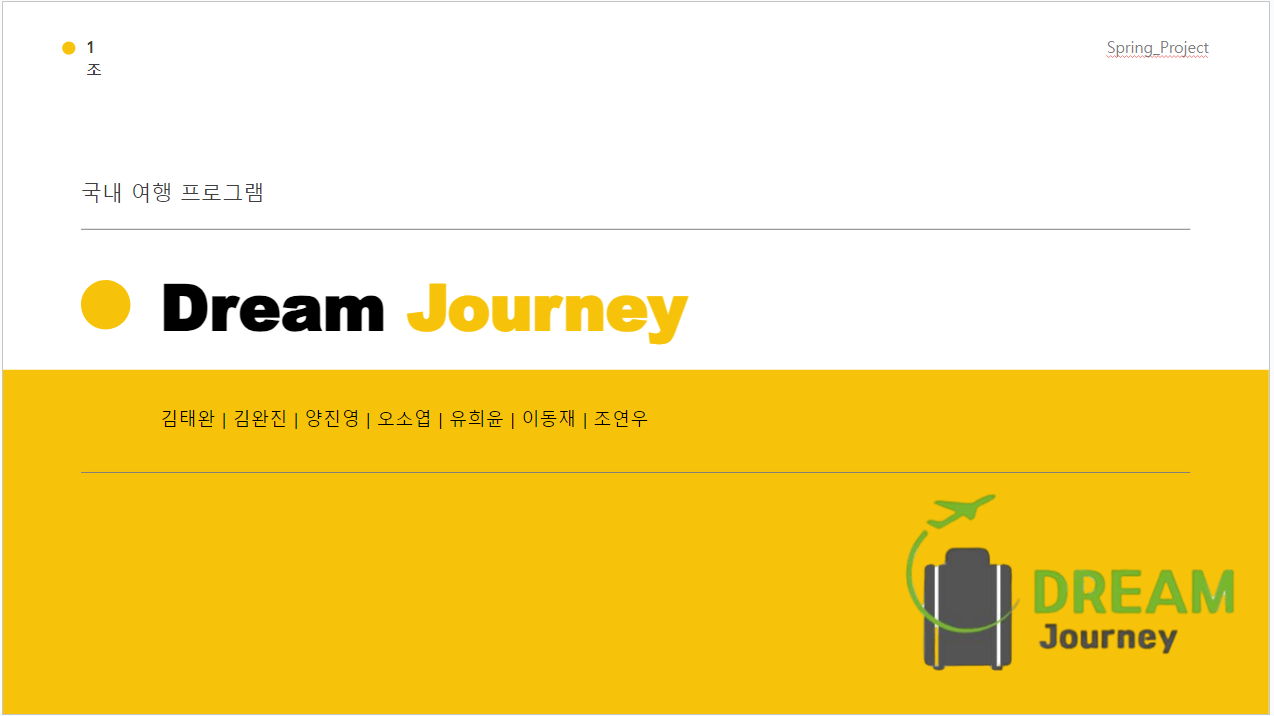 1
조
Spring_Project
국내 여행 프로그램
Dream Journey
김태완 | 김완진 | 양진영 | 오소엽 | 유희윤 | 이동재 | 조연우
DREAM
Journey